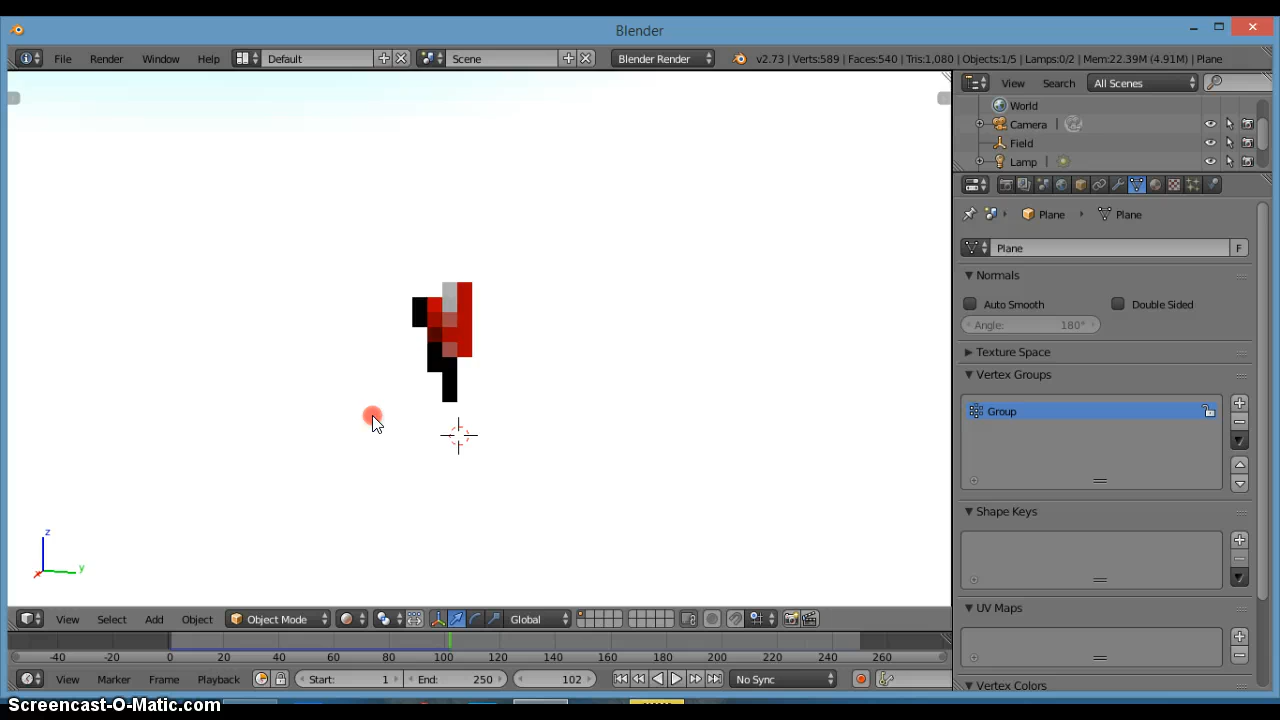 Blender
File Render Window Help Default Scene Blender Render v2.73 | Verts:589 | Faces:540 | Tris:1,080 | Objects:1/5 | Lamps:0/2 | Mem:22.39M (4.91M) | Plane
View Search All Scenes
World
Camera
Field
Lamp
Plane Plane
Plane F
Normals
Auto Smooth Double Sided
Angle: 180°
Texture Space
Vertex Groups
Group
Shape Keys
z
y
UV Maps
View Select Add Object Object Mode Global
-40 -20 0 20 40 60 80 100 120 140 160 180 200 220 240 260
View Marker Frame Playback Start: 1 End: 250 102 No Sync
Vertex Colors
Screencast-O-Matic.com